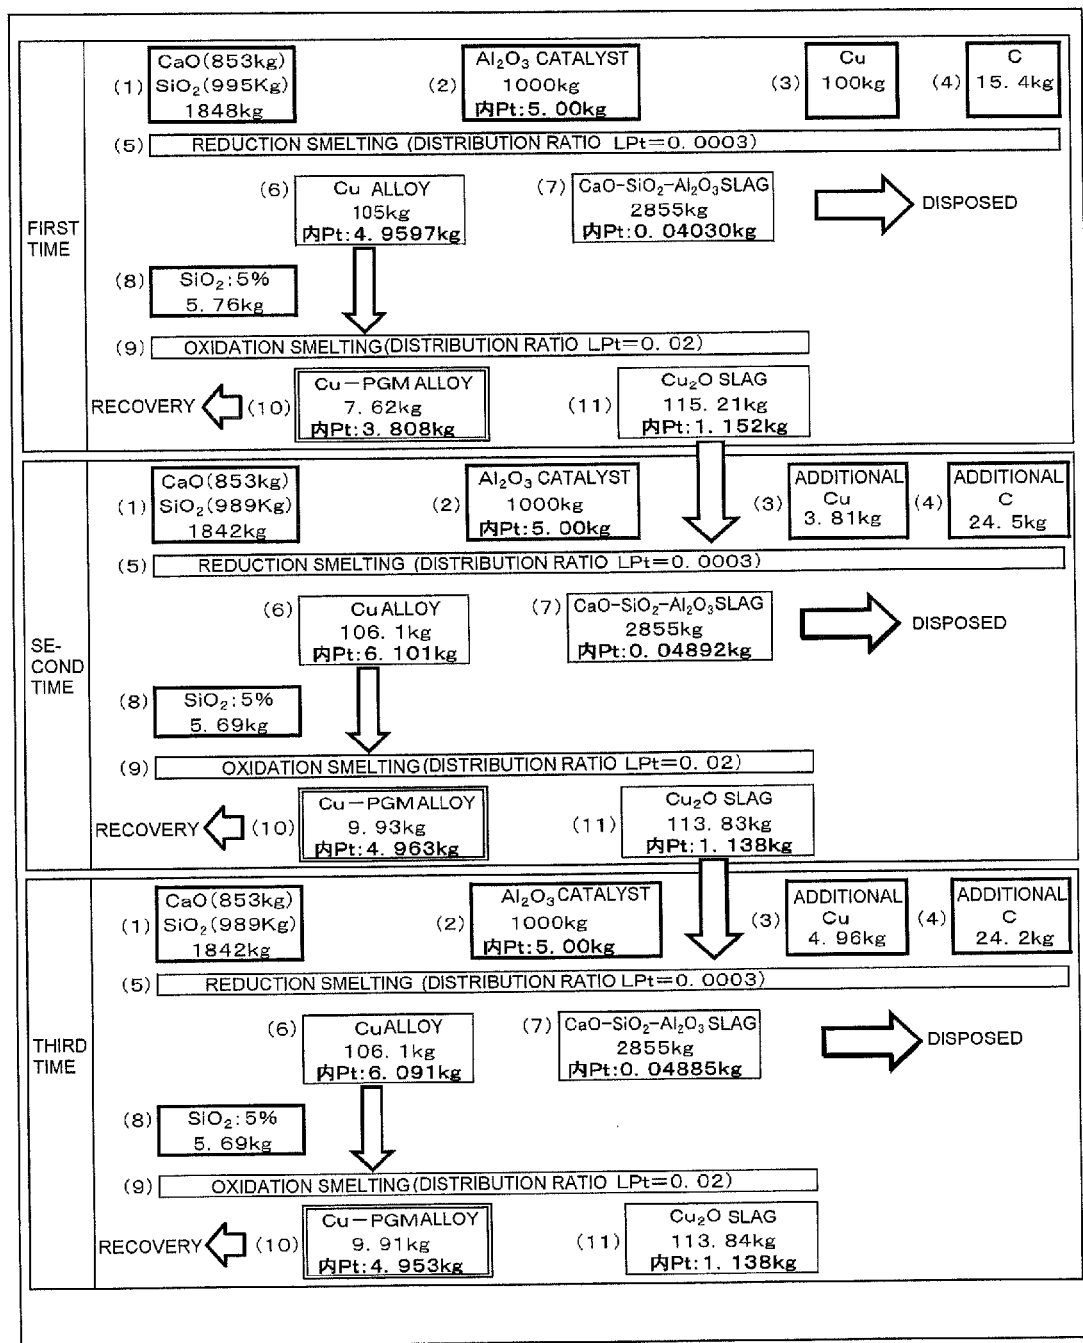 FIRST TIME
(1) CaO(853kg)
SiO₂(995Kg)
1848kg
(2) Al₂O₃ CATALYST
1000kg
内Pt:5.00kg
(3) Cu
100kg
(4) C
15.4kg
(5) REDUCTION SMELTING (DISTRIBUTION RATIO LPt=0.0003)
(6) Cu ALLOY
105kg
内Pt:4.9597kg
(7) CaO-SiO₂-Al₂O₃SLAG
2855kg
内Pt:0.04030kg
DISPOSED
(8) SiO₂:5%
5.76kg
(9) OXIDATION SMELTING(DISTRIBUTION RATIO LPt=0.02)
RECOVERY
(10) Cu-PGM ALLOY
7.62kg
内Pt:3.808kg
(11) Cu₂O SLAG
115.21kg
内Pt:1.152kg
SE-
COND
TIME
(1) CaO(853kg)
SiO₂(989Kg)
1842kg
(2) Al₂O₃ CATALYST
1000kg
内Pt:5.00kg
(3) ADDITIONAL
Cu
3.81kg
(4) ADDITIONAL
C
24.5kg
(5) REDUCTION SMELTING (DISTRIBUTION RATIO LPt=0.0003)
(6) Cu ALLOY
106.1kg
内Pt:6.101kg
(7) CaO-SiO₂-Al₂O₃SLAG
2855kg
内Pt:0.04892kg
DISPOSED
(8) SiO₂:5%
5.69kg
(9) OXIDATION SMELTING(DISTRIBUTION RATIO LPt=0.02)
RECOVERY
(10) Cu-PGM ALLOY
9.93kg
内Pt:4.963kg
(11) Cu₂O SLAG
113.83kg
内Pt:1.138kg
THIRD
TIME
(1) CaO(853kg)
SiO₂(989Kg)
1842kg
(2) Al₂O₃ CATALYST
1000kg
内Pt:5.00kg
(3) ADDITIONAL
Cu
4.96kg
(4) ADDITIONAL
C
24.2kg
(5) REDUCTION SMELTING (DISTRIBUTION RATIO LPt=0.0003)
(6) Cu ALLOY
106.1kg
内Pt:6.091kg
(7) CaO-SiO₂-Al₂O₃SLAG
2855kg
内Pt:0.04885kg
DISPOSED
(8) SiO₂:5%
5.69kg
(9) OXIDATION SMELTING(DISTRIBUTION RATIO LPt=0.02)
RECOVERY
(10) Cu-PGM ALLOY
9.91kg
内Pt:4.953kg
(11) Cu₂O SLAG
113.84kg
内Pt:1.138kg